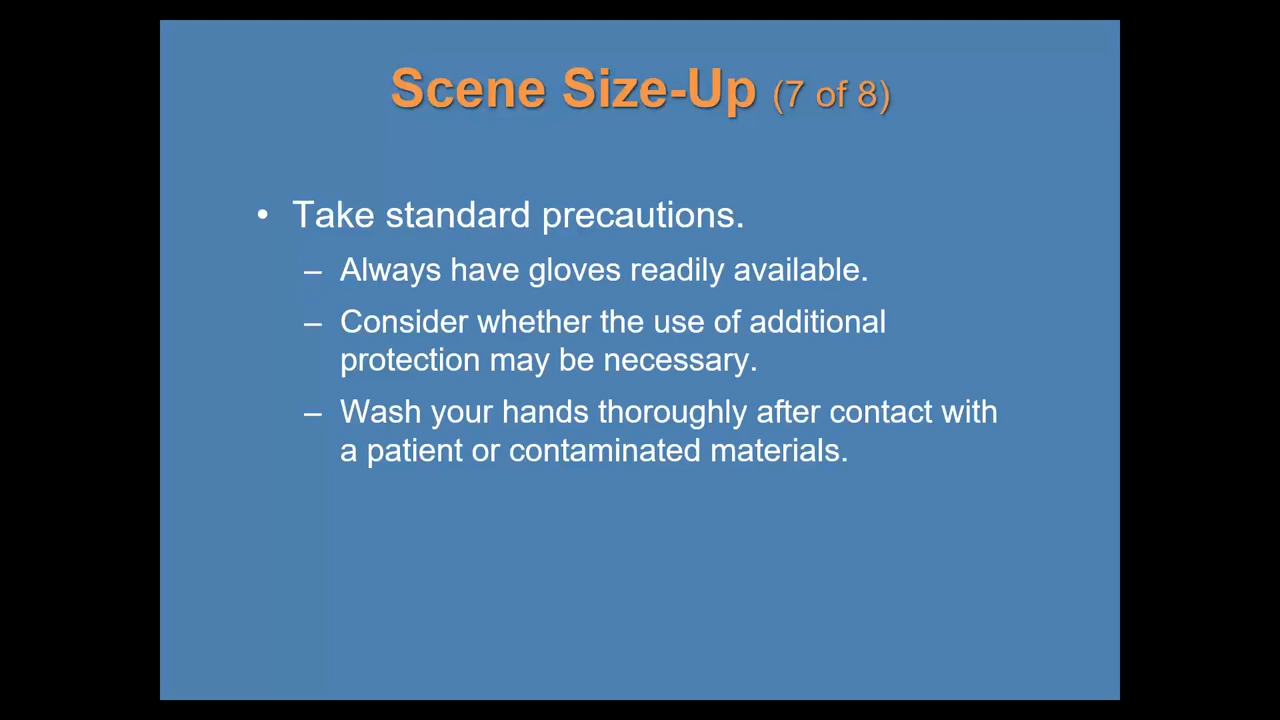 Scene Size-Up (7 of 8)
• Take standard precautions.
– Always have gloves readily available.
– Consider whether the use of additional
protection may be necessary.
– Wash your hands thoroughly after contact with
a patient or contaminated materials.